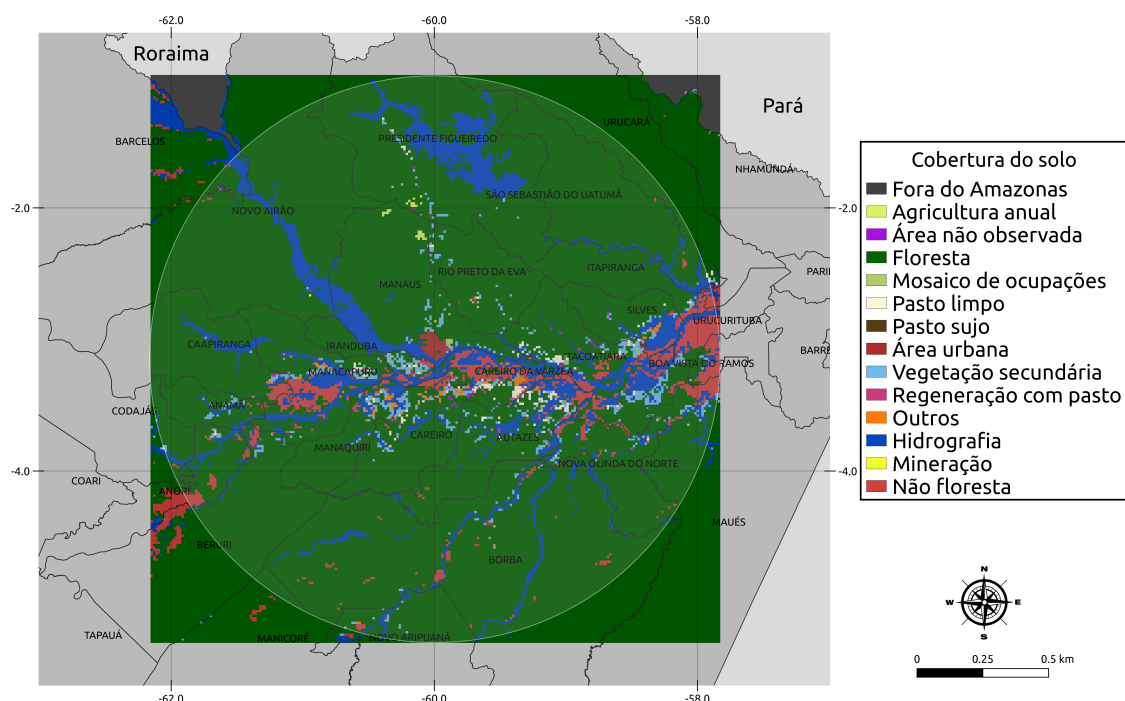 -62.0
-60.0
-58.0
Roraima
Pará
BARCELOS
PRESIDENTE FIGUEIREDO
URUCARÁ
NHAMUNDÁ
SÃO SEBASTIÃO DO UATUMÃ
-2.0
-2.0
NOVO AIRÃO
RIO PRETO DA EVA
ITAPIRANGA
PARI
MANAUS
SILVES
URUCURITUBA
CAAPIRANGA
IRANDUBA
ITACOATIARA
BARRE
MANACAPURU
CAREIRO DA VÁRZEA
BOA VISTA DO RAMOS
CODAJÁS
ANAMÃ
CAREIRO
AUTAZES
MANAQUIRI
NOVA OLINDA DO NORTE
-4.0
-4.0
COARI
ANORI
MAUÉS
BERURI
BORBA
TAPAUÁ
MANICORÉ
NOVO ARIPUANÃ
-62.0
-60.0
-58.0
Cobertura do solo
Fora do Amazonas
Agricultura anual
Área não observada
Floresta
Mosaico de ocupações
Pasto limpo
Pasto sujo
Área urbana
Vegetação secundária
Regeneração com pasto
Outros
Hidrografia
Mineração
Não floresta
N
W
E
S
0
0.25
0.5 km